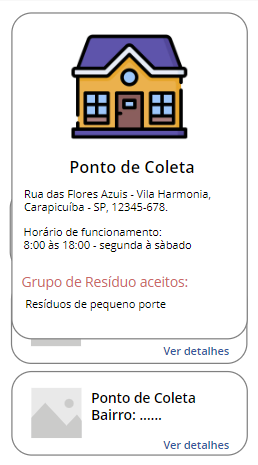 Ponto de Coleta
Rua das Flores Azuis - Vila Harmonia,
Carapicuíba - SP, 12345-678.
Horário de funcionamento:
8:00 às 18:00 - segunda à sàbado
Grupo de Resíduo aceitos:
Resíduos de pequeno porte
Ver detalhes
Ponto de Coleta
Bairro: ......
Ver detalhes